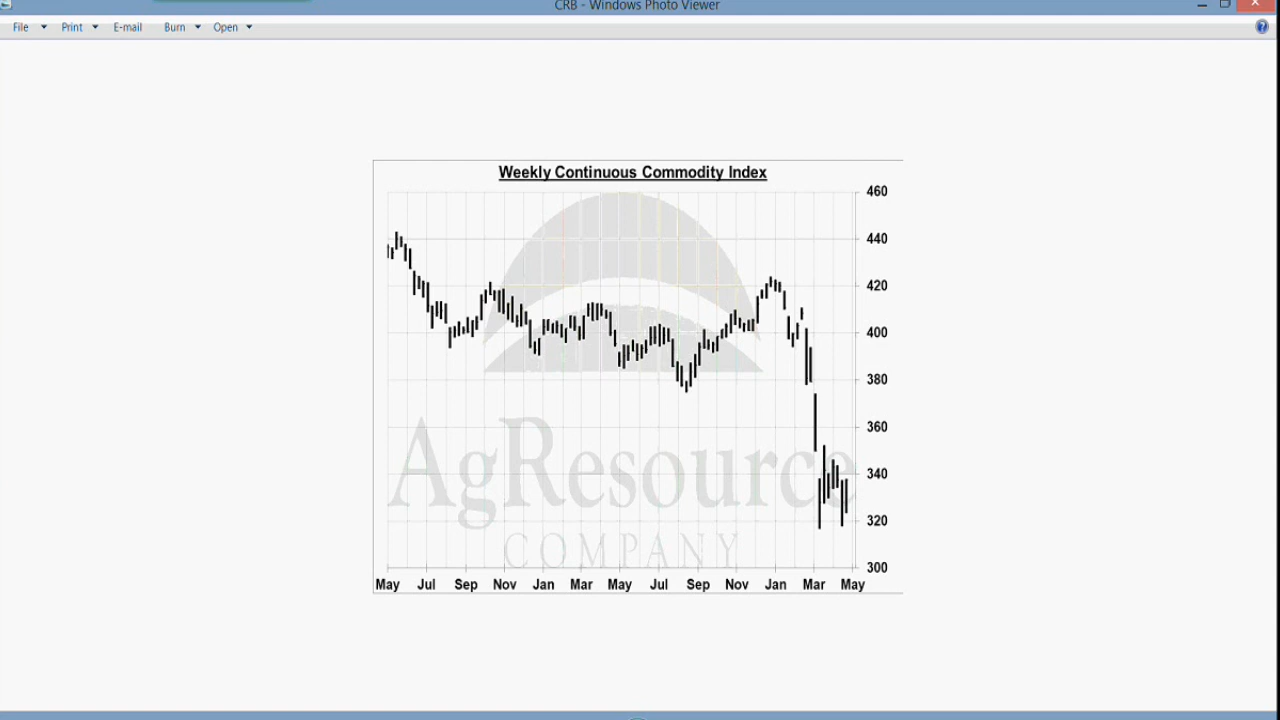 CRB - Windows Photo Viewer
File Print E-mail Burn Open
Weekly Continuous Commodity Index
460
440
420
400
380
360
340
320
300
AgResource
COMPANY
May Jul Sep Nov Jan Mar May Jul Sep Nov Jan Mar May